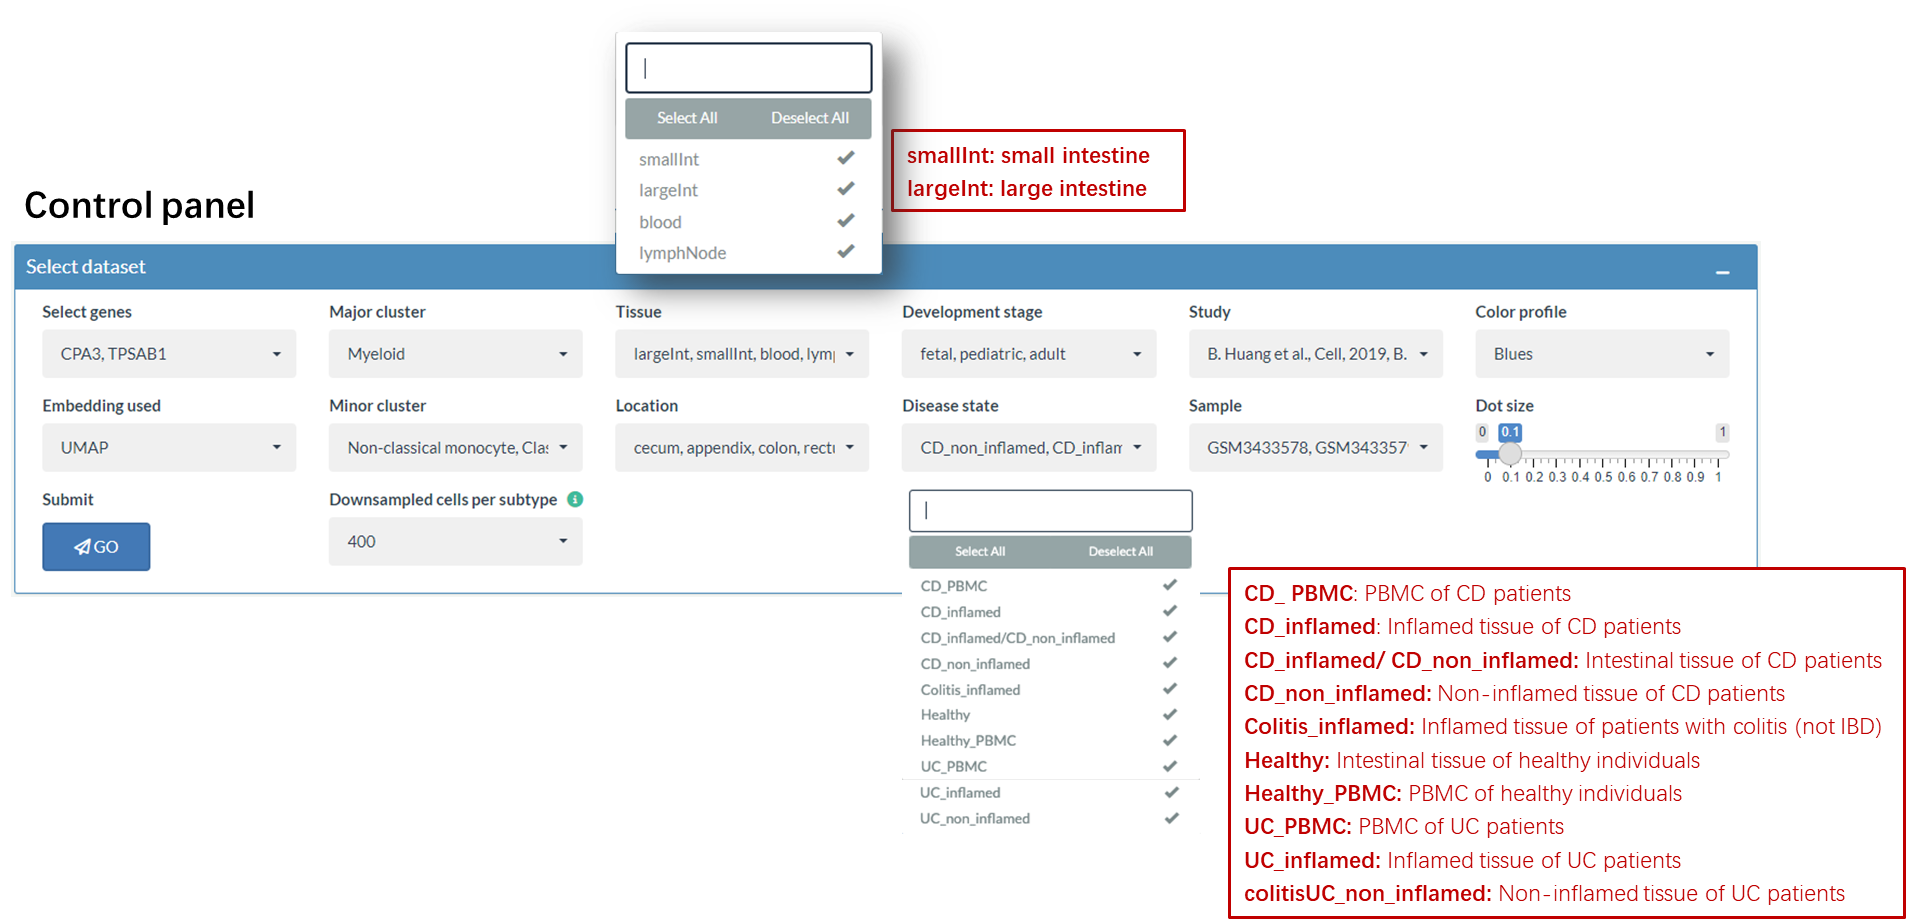 Select All Deselect All
smallInt
largeInt
blood
lymphNode
smallInt: small intestine
largeInt: large intestine
Control panel
Select dataset
Select genes Major cluster Tissue Development stage Study Color profile
CPA3, TPSAB1 Myeloid largeInt, smallInt, blood, lym fetal, pediatric, adult B. Huang et al., Cell, 2019, B. Blues
Embedding used Minor cluster Location Disease state Sample Dot size
0 0.1 1
UMAP Non-classical monocyte, Cla cecum, appendix, colon, rect CD_non_inflamed, CD_inflam GSM3433578, GSM343357
0 0.1 0.2 0.3 0.4 0.5 0.6 0.7 0.8 0.9 1
Submit Downsampled cells per subtype i
GO 400
Select All Deselect All
CD_PBMC
CD_inflamed
CD_inflamed/CD_non_inflamed
CD_non_inflamed
Colitis_inflamed
Healthy
Healthy_PBMC
UC_PBMC
UC_inflamed
UC_non_inflamed
CD_ PBMC: PBMC of CD patients
CD_inflamed: Inflamed tissue of CD patients
CD_inflamed/ CD_non_inflamed: Intestinal tissue of CD patients
CD_non_inflamed: Non-inflamed tissue of CD patients
Colitis_inflamed: Inflamed tissue of patients with colitis (not IBD)
Healthy: Intestinal tissue of healthy individuals
Healthy_PBMC: PBMC of healthy individuals
UC_PBMC: PBMC of UC patients
UC_inflamed: Inflamed tissue of UC patients
colitisUC_non_inflamed: Non-inflamed tissue of UC patients